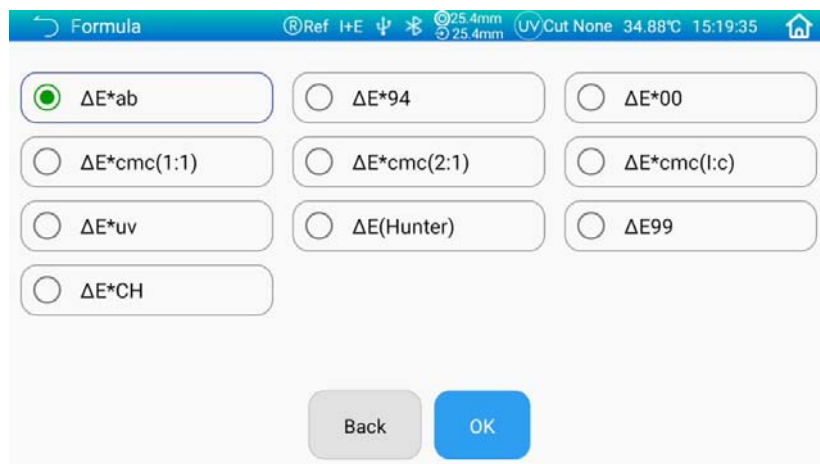 Formula ®Ref I+E 25.4mm 25.4mm UV Cut None 34.88℃ 15:19:35
ΔE*ab ΔE*94 ΔE*00
ΔE*cmc(1:1) ΔE*cmc(2:1) ΔE*cmc(l:c)
ΔE*uv ΔE(Hunter) ΔE99
ΔE*CH
Back OK